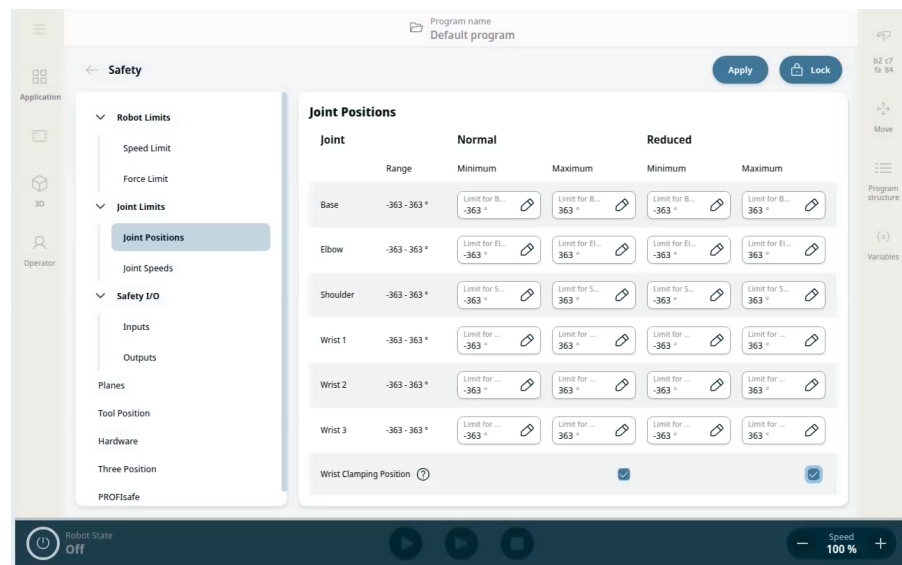 Program name
Default program
Safety
Apply
Lock
b2 c7
fa 84
Application
3D
Operator
Move
Program
structure
{x}
Variables
Robot Limits
Speed Limit
Force Limit
Joint Limits
Joint Positions
Joint Speeds
Safety I/O
Inputs
Outputs
Planes
Tool Position
Hardware
Three Position
PROFIsafe
Joint Positions
Joint Normal Reduced
Range Minimum Maximum Minimum Maximum
Limit for B... Limit for B... Limit for B... Limit for B...
Base -363 - 363 ° -363 ° 363 ° -363 ° 363 °
Limit for El... Limit for El... Limit for El... Limit for El...
Elbow -363 - 363 ° -363 ° 363 ° -363 ° 363 °
Limit for S... Limit for S... Limit for S... Limit for S...
Shoulder -363 - 363 ° -363 ° 363 ° -363 ° 363 °
Limit for ... Limit for ... Limit for ... Limit for ...
Wrist 1 -363 - 363 ° -363 ° 363 ° -363 ° 363 °
Limit for ... Limit for ... Limit for ... Limit for ...
Wrist 2 -363 - 363 ° -363 ° 363 ° -363 ° 363 °
Limit for ... Limit for ... Limit for ... Limit for ...
Wrist 3 -363 - 363 ° -363 ° 363 ° -363 ° 363 °
Wrist Clamping Position ?
Robot State
Off
Speed
− 100 % +